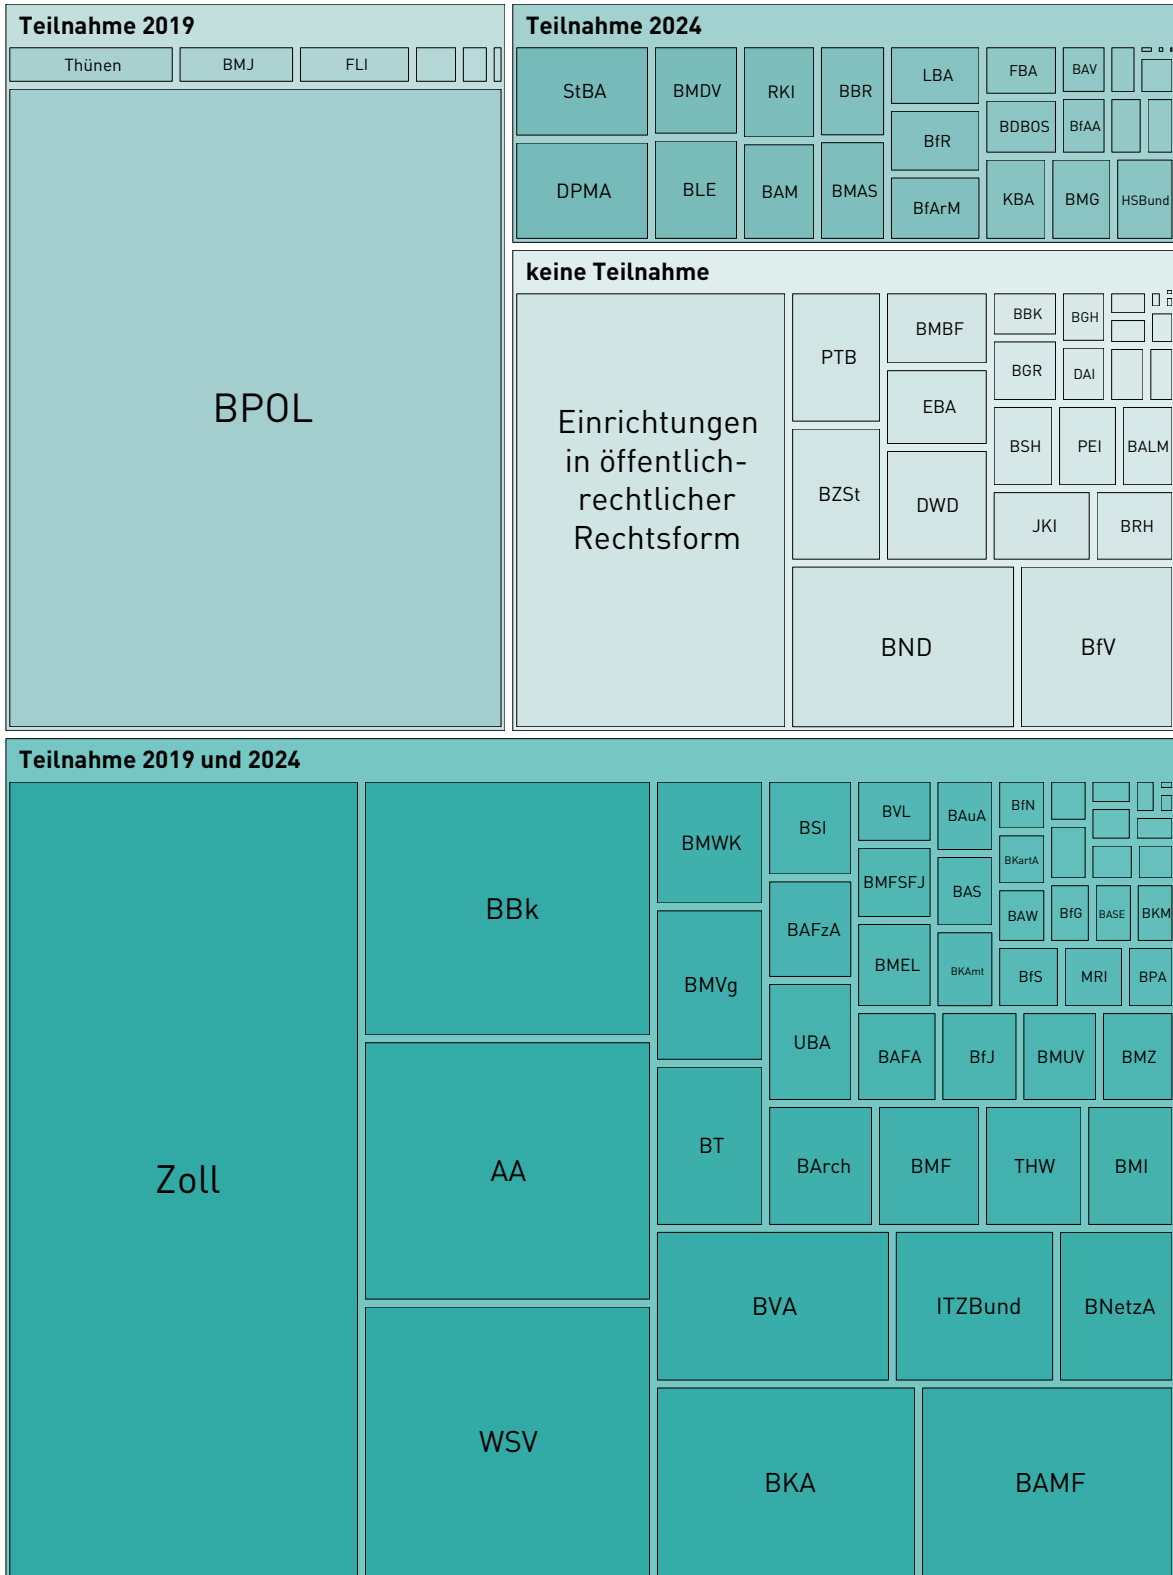 Teilnahme 2019
Thünen
BMJ
FLI
BPOL
Teilnahme 2024
StBA
BMDV
RKI
BBR
LBA
FBA
BAV
BfR
BDBOS
BfAA
DPMA
BLE
BAM
BMAS
BfArM
KBA
BMG
HSBund
keine Teilnahme
Einrichtungen
in öffentlich-
rechtlicher
Rechtsform
PTB
BMBF
BBK
BGH
BGR
DAI
EBA
BZSt
DWD
BSH
PEI
BALM
JKI
BRH
BND
BfV
Teilnahme 2019 und 2024
Zoll
BBk
AA
WSV
BMWK
BMVg
BT
BSI
BAFzA
UBA
BVL
BMFSFJ
BMEL
BAuA
BAS
BKAmt
BfN
BKartA
BAW
BfG
BASE
BKM
BfS
MRI
BPA
BAFA
BfJ
BMUV
BMZ
BArch
BMF
THW
BMI
BVA
ITZBund
BNetzA
BKA
BAMF